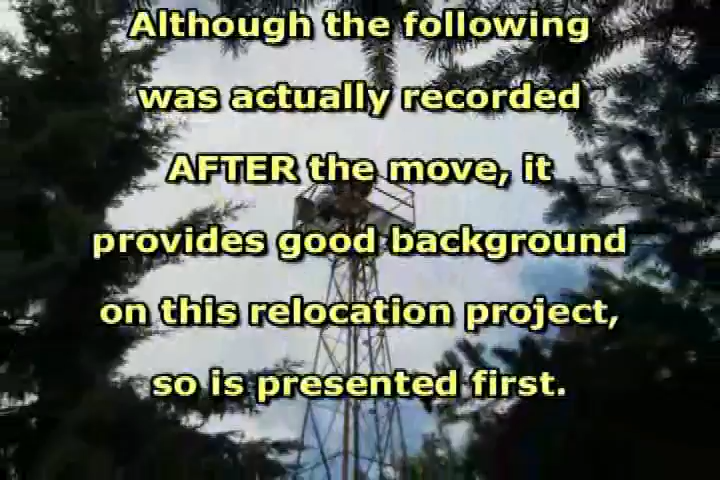 Although the following
was actually recorded
AFTER the move, it
provides good background
on this relocation project,
so is presented first.